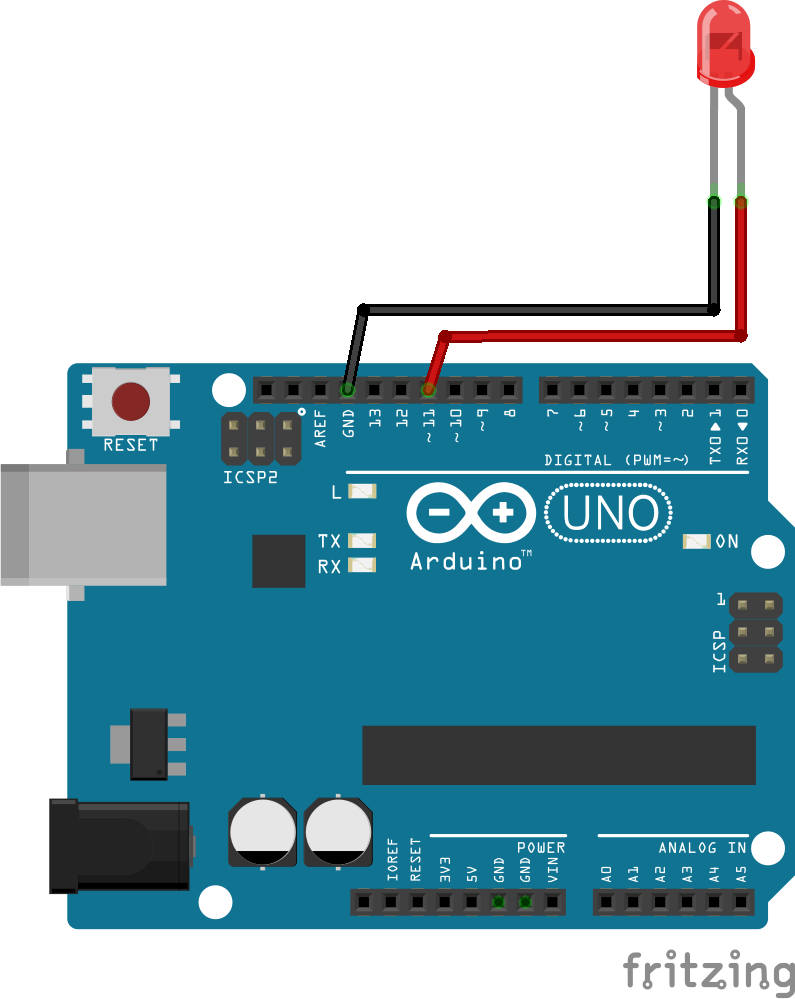 RESET
ICSP2
AREF
GND
13
12
~11
~10
~9
8
7
~6
~5
4
~3
2
TX0▶1
RX0◀0
DIGITAL (PWM=~)
L
TX
RX
Arduino™
UNO
ON
1
ICSP
IOREF
RESET
3V3
5V
GND
GND
VIN
POWER
A0
A1
A2
A3
A4
A5
ANALOG IN
fritzing